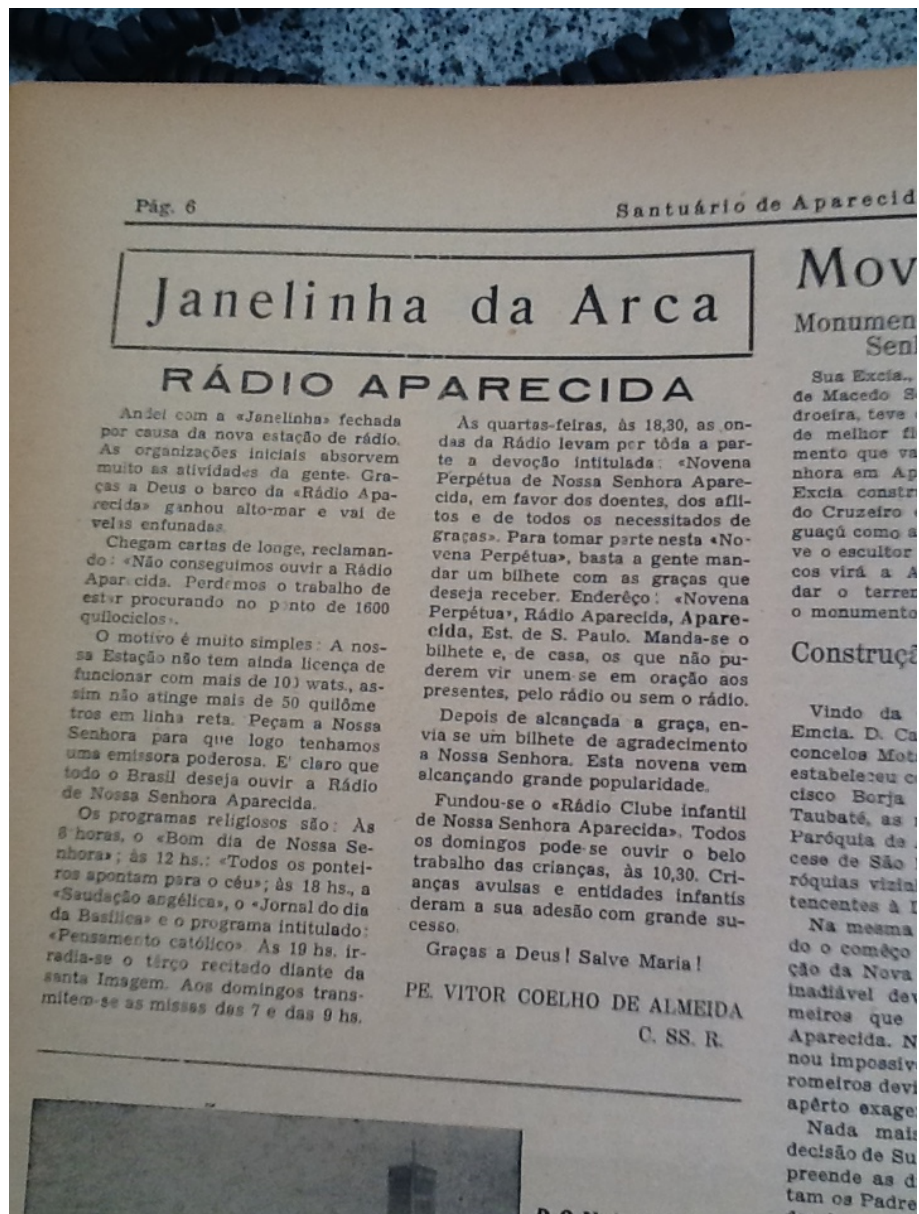 Pág. 6
Santuário de Aparecid
Janelinha da Arca
RÁDIO APARECIDA
Andei com a «Janelinha» fechada
por causa da nova estação de rádio.
As organizações iniciais absorvem
muito as atividades da gente. Gra-
ças a Deus o barco da «Rádio Apa-
recida» ganhou alto-mar e vai de
velas enfunadas.
Chegam cartas de longe, reclaman-
do: «Não conseguimos ouvir a Rádio
Apar cida. Perdemos o trabalho de
estar procurando no ponto de 1600
quilociclos».
O motivo é muito simples: A nos-
sa Estação não tem ainda licença de
funcionar com mais de 100 wats., as-
sim não atinge mais de 50 quilôme
tros em linha reta. Peçam a Nossa
Senhora para que logo tenhamos
uma emissora poderosa. E' claro que
todo o Brasil deseja ouvir a Rádio
de Nossa Senhora Aparecida.
Os programas religiosos são: Às
6 horas, o «Bom dia de Nossa Se-
nhora»; às 12 hs.: «Todos os pontei-
ros apontam para o céu»; às 18 hs., a
«Saudação angélica», o «Jornal do dia
da Basílica» e o programa intitulado:
«Pensamento católico» Às 19 hs. ir-
radia-se o têrço recitado diante da
santa Imagem. Aos domingos trans-
mitem-se as missas das 7 e das 9 hs.
Às quartas-feiras, às 18,30, as on-
das da Rádio levam por tôda a par-
te a devoção intitulada: «Novena
Perpétua de Nossa Senhora Apare-
cida, em favor dos doentes, dos afli-
tos e de todos os necessitados de
graças». Para tomar parte nesta «No-
vena Perpétua», basta a gente man-
dar um bilhete com as graças que
deseja receber. Enderêço: «Novena
Perpétua», Rádio Aparecida, Apare-
cida, Est. de S. Paulo. Manda-se o
bilhete e, de casa, os que não pu-
derem vir unem-se em oração aos
presentes, pelo rádio ou sem o rádio.
Depois de alcançada a graça, en-
via se um bilhete de agradecimento
a Nossa Senhora. Esta novena vem
alcançando grande popularidade.
Fundou-se o «Rádio Clube infantil
de Nossa Senhora Aparecida». Todos
os domingos pode-se ouvir o belo
trabalho das crianças, às 10,30. Cri-
anças avulsas e entidades infantis
deram a sua adesão com grande su-
cesso.
Graças a Deus! Salve Maria!
PE. VITOR COELHO DE ALMEIDA
C. SS. R.
Mov
Monumen
Senh
Sua Excia.,
de Macedo S
droeira, teve
de melhor fi
mento que va
nhora em Ap
Excia constr
do Cruzeiro
guaçú como a
ve o escultor
cos virá a A
dar o terren
o monumento
Construçã
Vindo da
Emcia. D. Ca
concelos Mota
estabeleceu co
cisco Borja
Taubaté, as
Paróquia de
cese de São
róquias vizin
tencentes à D
Na mesma
do o comêço
ção da Nova
inadiável dev
meiros que
Aparecida. N
nou impossíve
romeiros devi
apêrto exage
Nada mais
decisão de Su
preende as d
tam os Padre